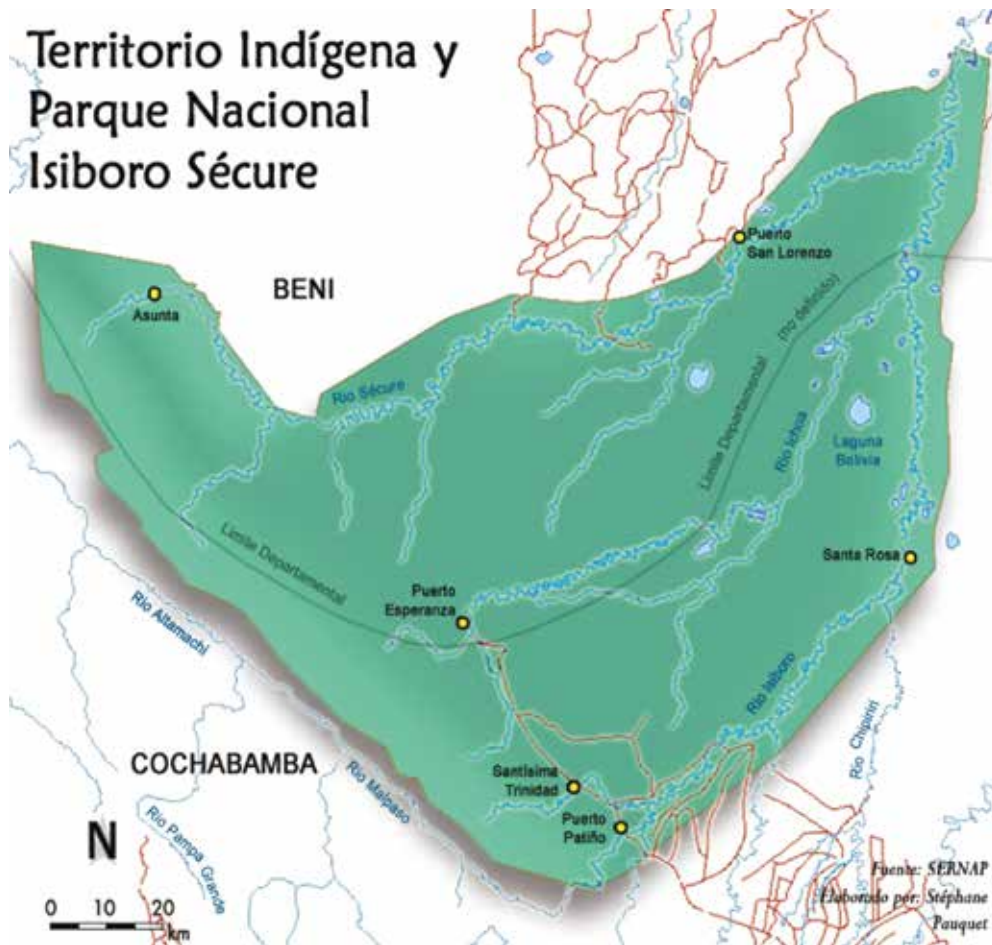 Territorio Indígena y
Parque Nacional
Isiboro Sécure
BENI
Asunta
Puerto
San Lorenzo
Río Sécure
Límite Departamental (no definido)
Río Ichoa
Laguna
Bolivia
Límite Departamental
Puerto
Esperanza
Santa Rosa
Río Altamachi
Río Isiboro
Río Chipiriri
COCHABAMBA
Río Malpaso
Santísima
Trinidad
Puerto
Patiño
Río Pampa Grande
N
0 10 20
km
Fuente: SERNAP
Elaborado por: Stéphane
Pauquet